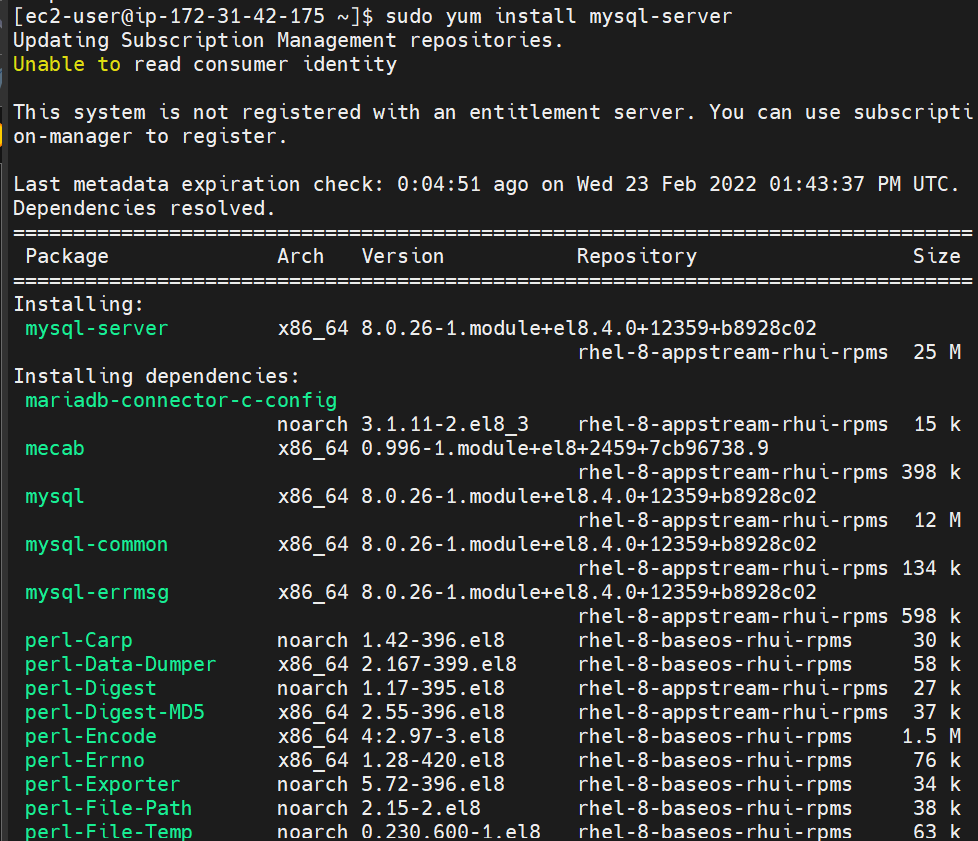 [ec2-user@ip-172-31-42-175 ~]$ sudo yum install mysql-server
Updating Subscription Management repositories.
Unable to read consumer identity
This system is not registered with an entitlement server. You can use subscripti
on-manager to register.
Last metadata expiration check: 0:04:51 ago on Wed 23 Feb 2022 01:43:37 PM UTC.
Dependencies resolved.
================================================================================
Package Arch Version Repository Size
================================================================================
Installing:
mysql-server x86_64 8.0.26-1.module+el8.4.0+12359+b8928c02
rhel-8-appstream-rhui-rpms 25 M
Installing dependencies:
mariadb-connector-c-config
noarch 3.1.11-2.el8_3 rhel-8-appstream-rhui-rpms 15 k
mecab x86_64 0.996-1.module+el8+2459+7cb96738.9
rhel-8-appstream-rhui-rpms 398 k
mysql x86_64 8.0.26-1.module+el8.4.0+12359+b8928c02
rhel-8-appstream-rhui-rpms 12 M
mysql-common x86_64 8.0.26-1.module+el8.4.0+12359+b8928c02
rhel-8-appstream-rhui-rpms 134 k
mysql-errmsg x86_64 8.0.26-1.module+el8.4.0+12359+b8928c02
rhel-8-appstream-rhui-rpms 598 k
perl-Carp noarch 1.42-396.el8 rhel-8-baseos-rhui-rpms 30 k
perl-Data-Dumper x86_64 2.167-399.el8 rhel-8-baseos-rhui-rpms 58 k
perl-Digest noarch 1.17-395.el8 rhel-8-appstream-rhui-rpms 27 k
perl-Digest-MD5 x86_64 2.55-396.el8 rhel-8-appstream-rhui-rpms 37 k
perl-Encode x86_64 4:2.97-3.el8 rhel-8-baseos-rhui-rpms 1.5 M
perl-Errno x86_64 1.28-420.el8 rhel-8-baseos-rhui-rpms 76 k
perl-Exporter noarch 5.72-396.el8 rhel-8-baseos-rhui-rpms 34 k
perl-File-Path noarch 2.15-2.el8 rhel-8-baseos-rhui-rpms 38 k
perl-File-Temp noarch 0.230.600-1.el8 rhel-8-baseos-rhui-rpms 63 k